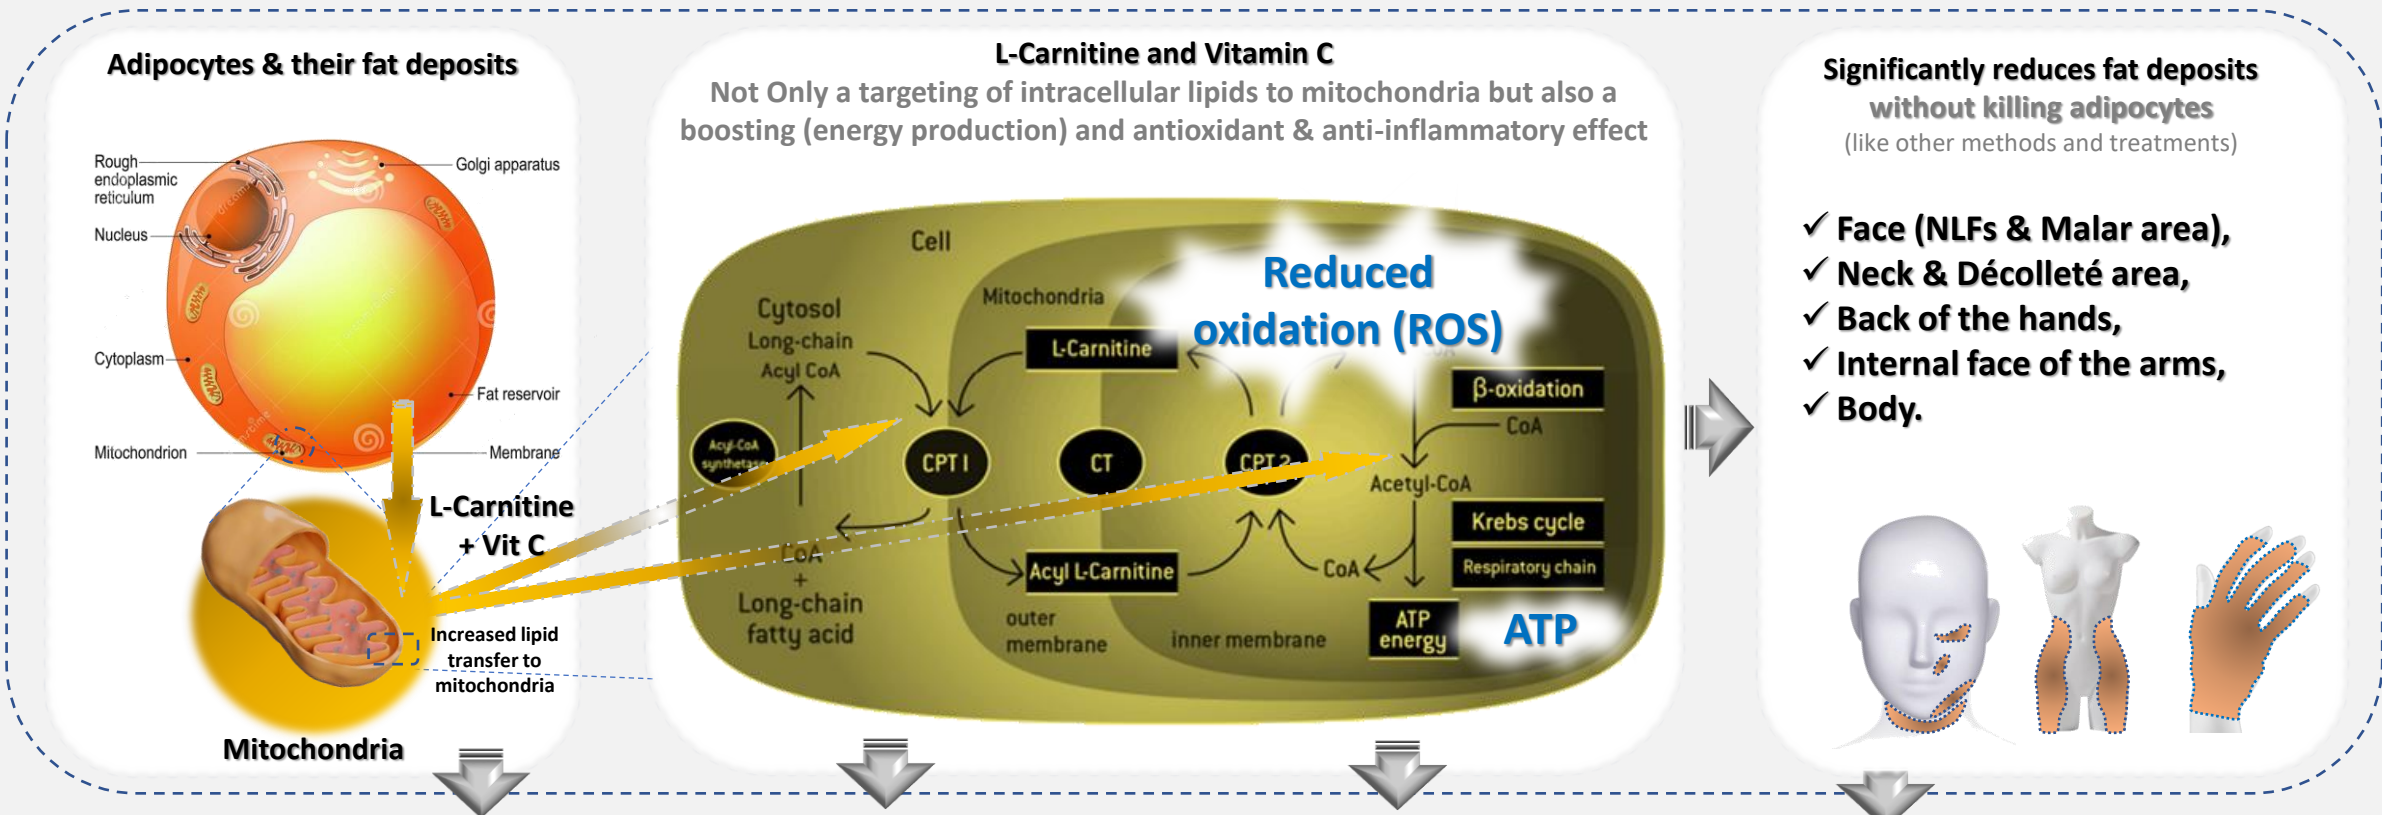 Adipocytes & their fat deposits
Rough
endoplasmic
reticulum
Golgi apparatus
Nucleus
Cytoplasm
Fat reservoir
Mitochondrion
Membrane
L-Carnitine
+ Vit C
Increased lipid
transfer to
mitochondria
Mitochondria
L-Carnitine and Vitamin C
Not Only a targeting of intracellular lipids to mitochondria but also a
boosting (energy production) and antioxidant & anti-inflammatory effect
Cell
Cytosol
Long-chain
Acyl CoA
Mitochondria
L-Carnitine
Reduced
oxidation (ROS)
CoA
β-oxidation
CoA
Acyl-CoA
synthetase
CPT I
CT
CPT 2
Acetyl-CoA
Krebs cycle
Respiratory chain
CoA
+
Long-chain
fatty acid
Acyl L-Carnitine
CoA
outer
membrane
inner membrane
ATP
energy
ATP
Significantly reduces fat deposits
without killing adipocytes
(like other methods and treatments)
✓ Face (NLFs & Malar area),
✓ Neck & Décolleté area,
✓ Back of the hands,
✓ Internal face of the arms,
✓ Body.